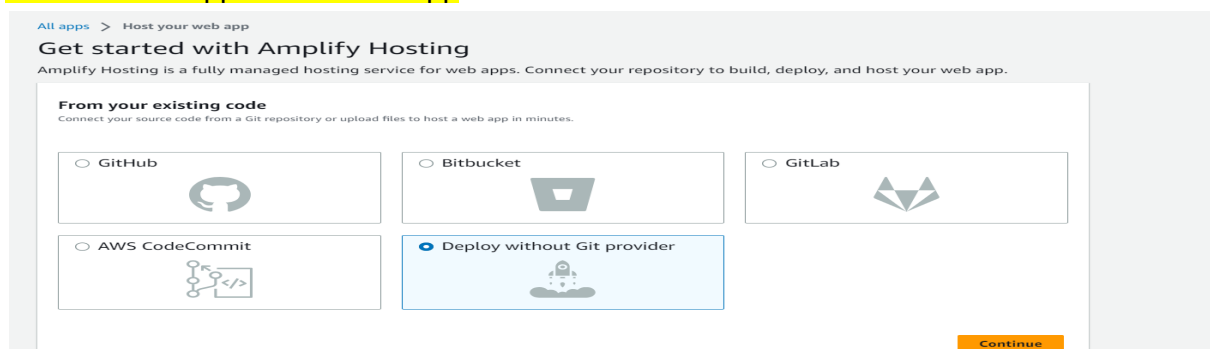 All apps > Host your web app
Get started with Amplify Hosting
Amplify Hosting is a fully managed hosting service for web apps. Connect your repository to build, deploy, and host your web app.
From your existing code
Connect your source code from a Git repository or upload files to host a web app in minutes.
GitHub
Bitbucket
GitLab
AWS CodeCommit
Deploy without Git provider
Continue